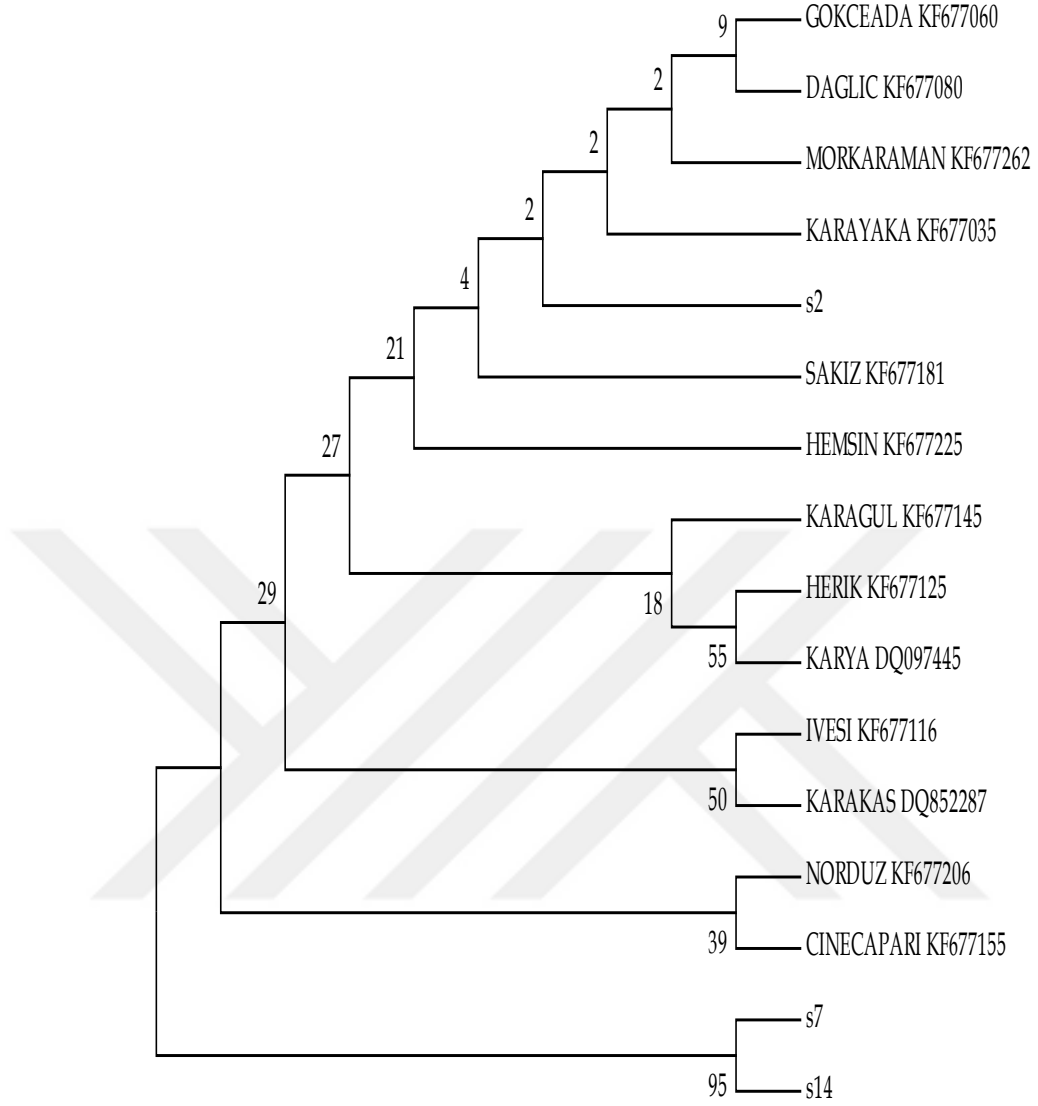 9
GOKCEADA KF677060
DAGLIC KF677080
2
MORKARAMAN KF677262
2
KARAYAKA KF677035
2
s2
4
SAKIZ KF677181
21
HEMSIN KF677225
27
KARAGUL KF677145
29
18
HERIK KF677125
55
KARYA DQ097445
IVESI KF677116
50
KARAKAS DQ852287
NORDUZ KF677206
39
CINECAPARI KF677155
s7
95
s14